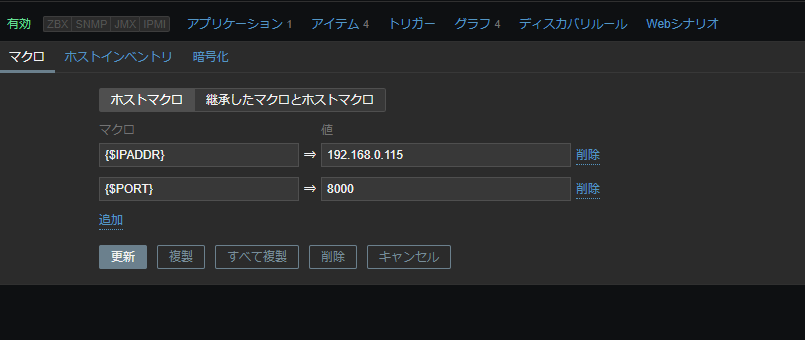 有効 ZBX SNMP JMX IPMI アプリケーション 1 アイテム 4 トリガー グラフ 4 ディスカバリルール Webシナリオ
マクロ ホストインベントリ 暗号化
ホストマクロ 継承したマクロとホストマクロ
マクロ 値
{$IPADDR} ⇒ 192.168.0.115 削除
{$PORT} ⇒ 8000 削除
追加
更新 複製 すべて複製 削除 キャンセル